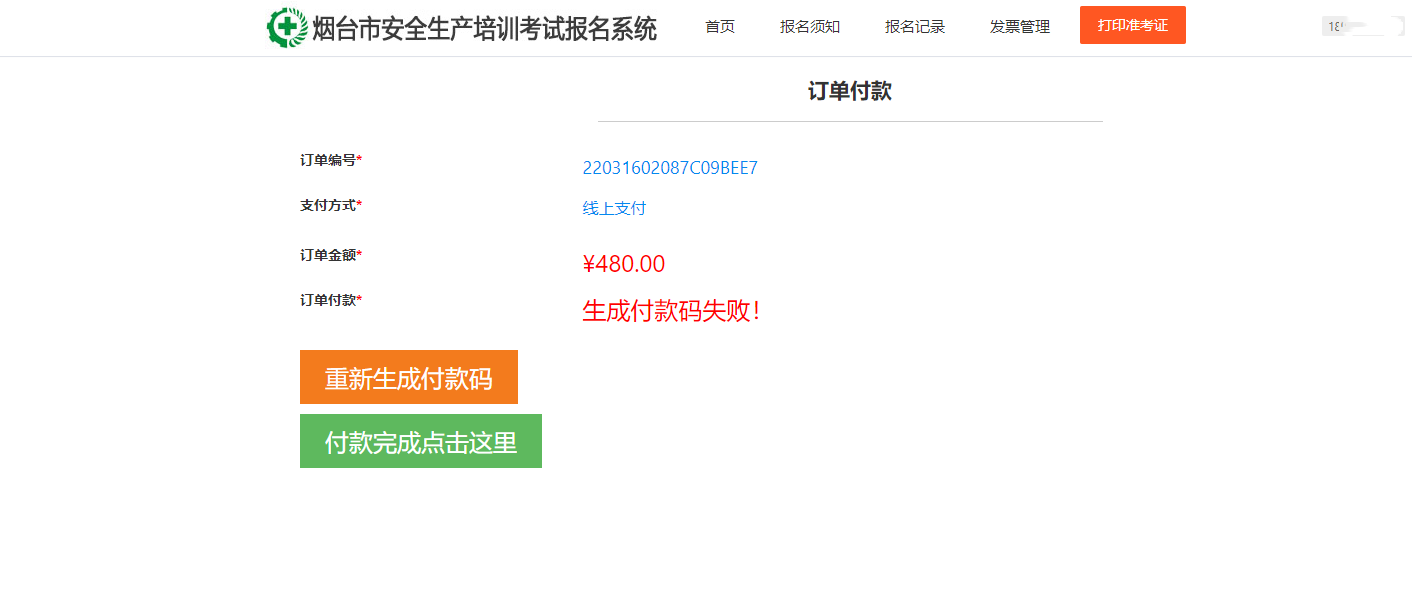 烟台市安全生产培训考试报名系统 首页 报名须知 报名记录 发票管理 打印准考证
订单付款
订单编号* 22031602087C09BEE7
支付方式* 线上支付
订单金额* ¥480.00
订单付款* 生成付款码失败!
重新生成付款码
付款完成点击这里